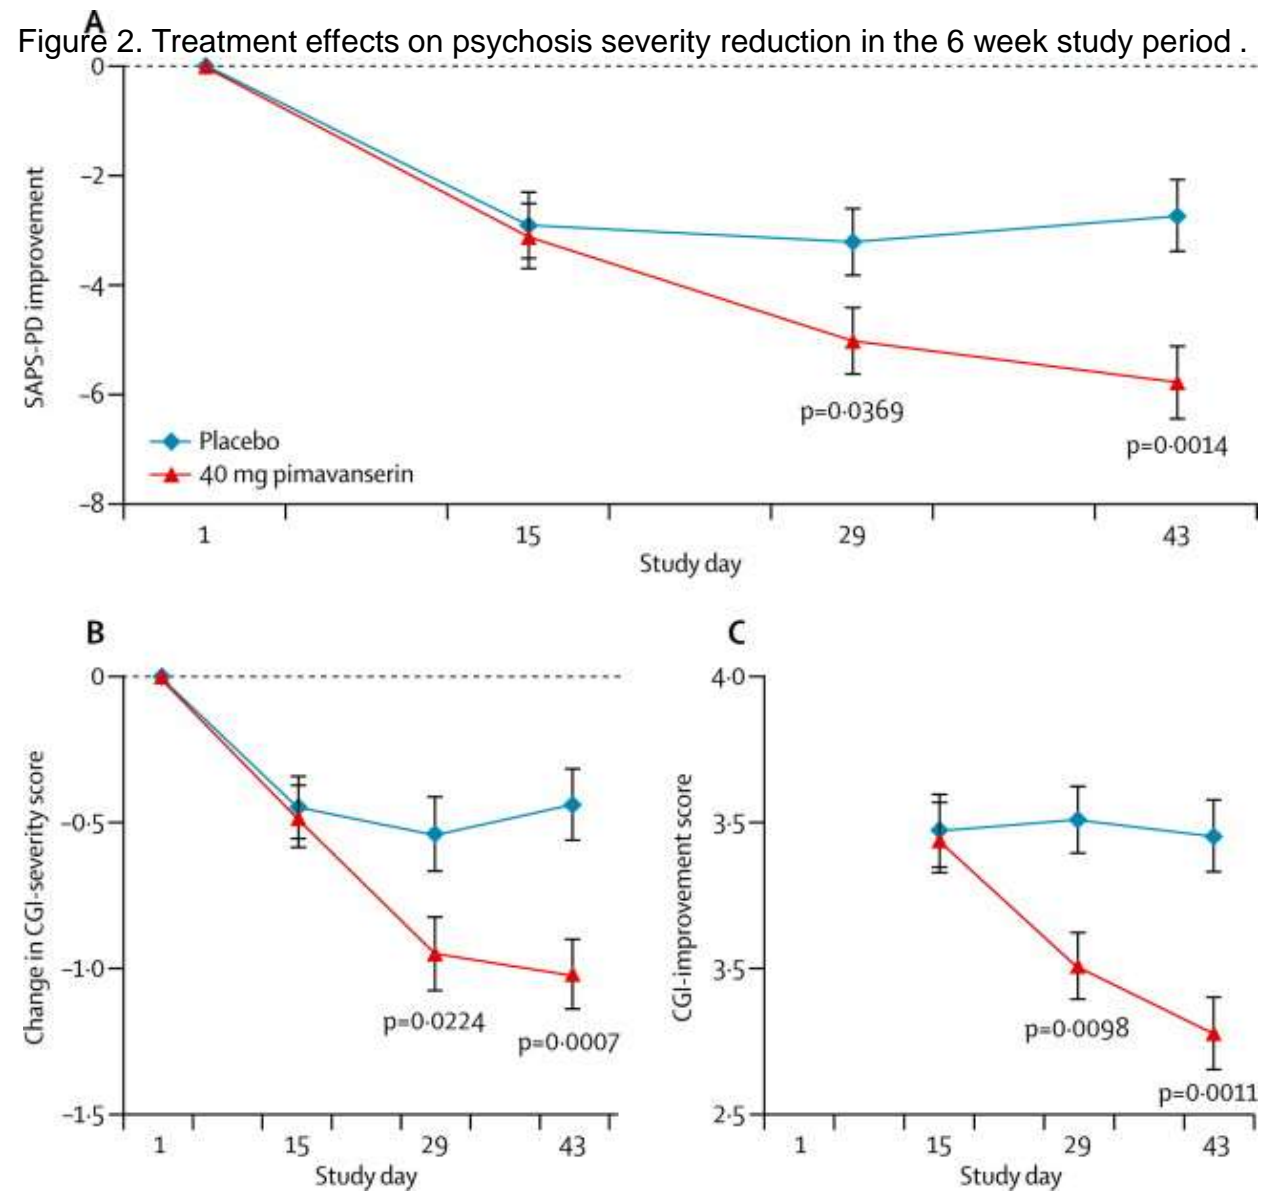 A
Figure 2. Treatment effects on psychosis severity reduction in the 6 week study period .
0
–2
–4
–6
–8
SAPS-PD improvement
Placebo
40 mg pimavanserin
p=0·0369
p=0·0014
1 15 29 43
Study day
B
0
–0·5
–1·0
–1·5
Change in CGI-severity score
p=0·0224
p=0·0007
1 15 29 43
Study day
C
4·0
3·5
3·5
2·5
CGI-improvement score
p=0·0098
p=0·0011
1 15 29 43
Study day